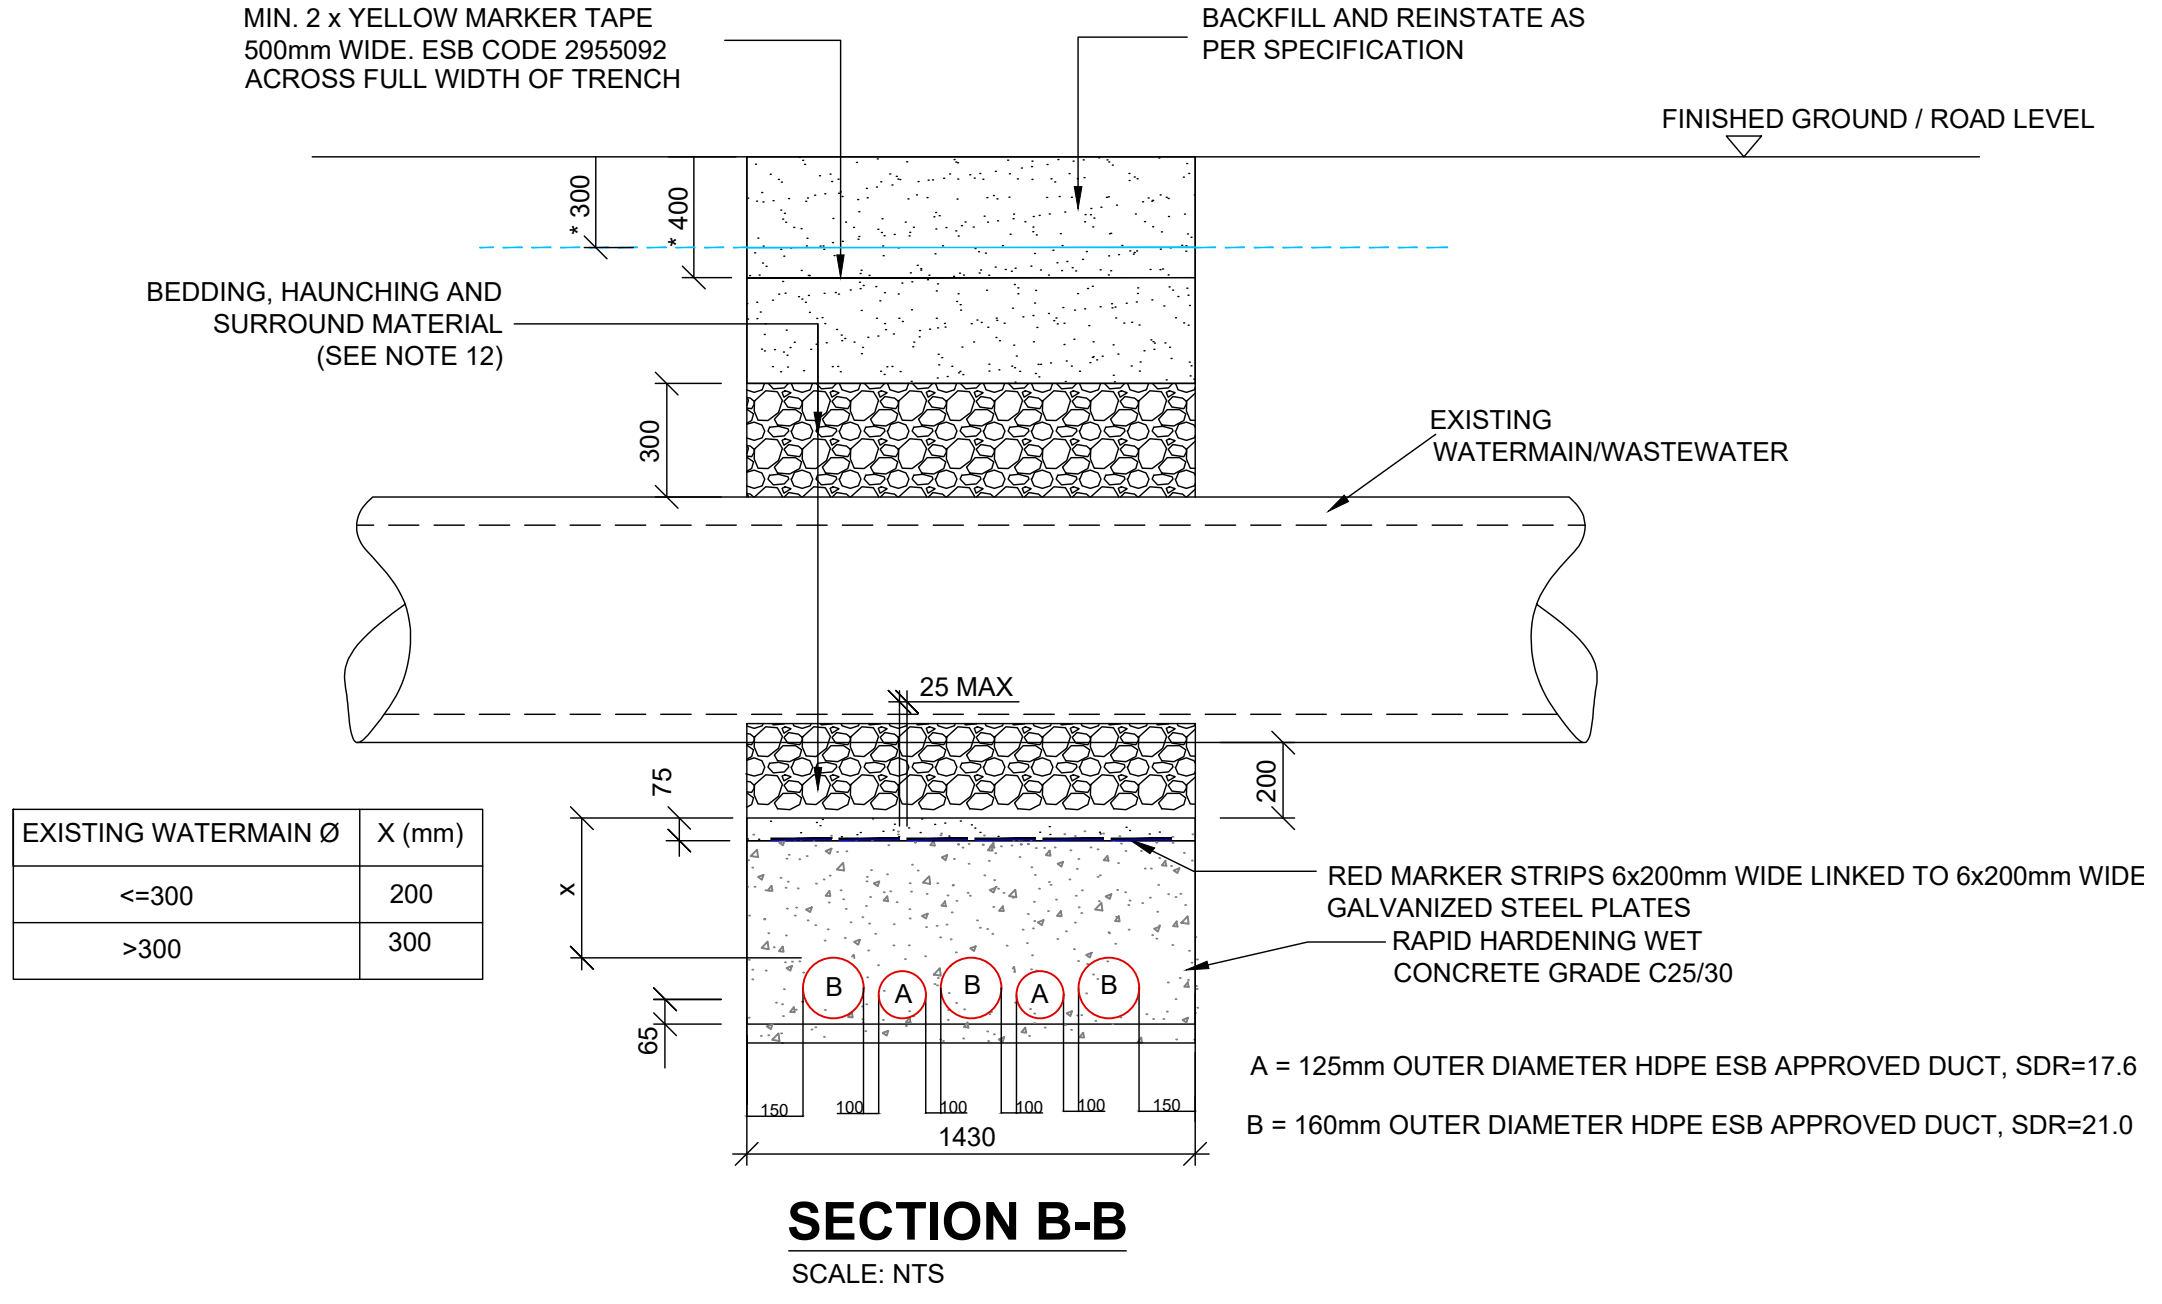 MIN. 2 x YELLOW MARKER TAPE
500mm WIDE. ESB CODE 2955092
ACROSS FULL WIDTH OF TRENCH
BACKFILL AND REINSTATE AS
PER SPECIFICATION
FINISHED GROUND / ROAD LEVEL
* 300
* 400
BEDDING, HAUNCHING AND
SURROUND MATERIAL
(SEE NOTE 12)
300
EXISTING
WATERMAIN/WASTEWATER
25 MAX
75
200
EXISTING WATERMAIN Ø X (mm)
<=300 200
>300 300
x
RED MARKER STRIPS 6x200mm WIDE LINKED TO 6x200mm WIDE
GALVANIZED STEEL PLATES
RAPID HARDENING WET
CONCRETE GRADE C25/30
B A B A B
65
A = 125mm OUTER DIAMETER HDPE ESB APPROVED DUCT, SDR=17.6
150 100 100 100 100 150
B = 160mm OUTER DIAMETER HDPE ESB APPROVED DUCT, SDR=21.0
1430
SECTION B-B
SCALE: NTS